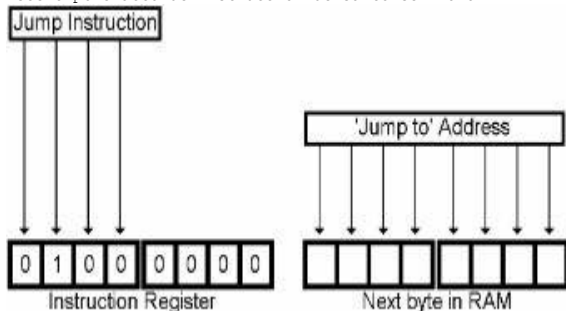 Jump Instruction
'Jump to' Address
0 1 0 0 0 0 0 0
Instruction Register
Next byte in RAM